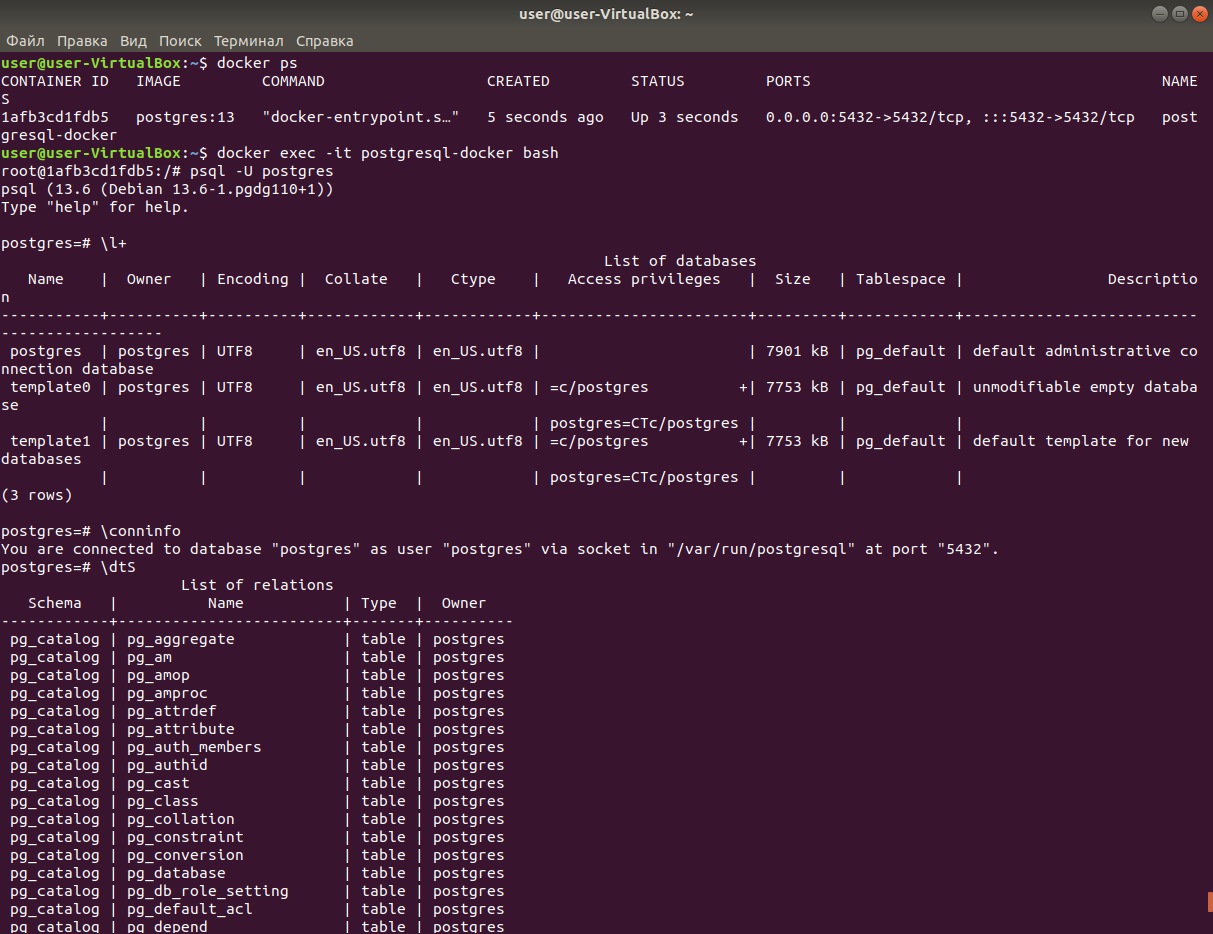 user@user-VirtualBox: ~
Файл Правка Вид Поиск Терминал Справка
user@user-VirtualBox:~$ docker ps
CONTAINER ID   IMAGE         COMMAND                  CREATED         STATUS         PORTS                                       NAME
S
1afb3cd1fdb5   postgres:13   "docker-entrypoint.s…"   5 seconds ago   Up 3 seconds   0.0.0.0:5432->5432/tcp, :::5432->5432/tcp   post
gresql-docker
user@user-VirtualBox:~$ docker exec -it postgresql-docker bash
root@1afb3cd1fdb5:/# psql -U postgres
psql (13.6 (Debian 13.6-1.pgdg110+1))
Type "help" for help.

postgres=# \l+
                                                                   List of databases
   Name    |  Owner   | Encoding |  Collate   |   Ctype    |   Access privileges   |  Size   | Tablespace |                Descriptio
n
-----------+----------+----------+------------+------------+-----------------------+---------+------------+--------------------------
------------------
 postgres  | postgres | UTF8     | en_US.utf8 | en_US.utf8 |                       | 7901 kB | pg_default | default administrative co
nnection database
 template0 | postgres | UTF8     | en_US.utf8 | en_US.utf8 | =c/postgres          +| 7753 kB | pg_default | unmodifiable empty databa
se
           |          |          |            |            | postgres=CTc/postgres |         |            |
 template1 | postgres | UTF8     | en_US.utf8 | en_US.utf8 | =c/postgres          +| 7753 kB | pg_default | default template for new
databases
           |          |          |            |            | postgres=CTc/postgres |         |            |
(3 rows)

postgres=# \conninfo
You are connected to database "postgres" as user "postgres" via socket in "/var/run/postgresql" at port "5432".
postgres=# \dtS
                    List of relations
   Schema   |          Name           | Type  |  Owner
------------+-------------------------+-------+----------
 pg_catalog | pg_aggregate            | table | postgres
 pg_catalog | pg_am                   | table | postgres
 pg_catalog | pg_amop                 | table | postgres
 pg_catalog | pg_amproc               | table | postgres
 pg_catalog | pg_attrdef              | table | postgres
 pg_catalog | pg_attribute            | table | postgres
 pg_catalog | pg_auth_members         | table | postgres
 pg_catalog | pg_authid               | table | postgres
 pg_catalog | pg_cast                 | table | postgres
 pg_catalog | pg_class                | table | postgres
 pg_catalog | pg_collation            | table | postgres
 pg_catalog | pg_constraint           | table | postgres
 pg_catalog | pg_conversion           | table | postgres
 pg_catalog | pg_database             | table | postgres
 pg_catalog | pg_db_role_setting      | table | postgres
 pg_catalog | pg_default_acl          | table | postgres
 pg_catalog | pg_depend               | table | postgres